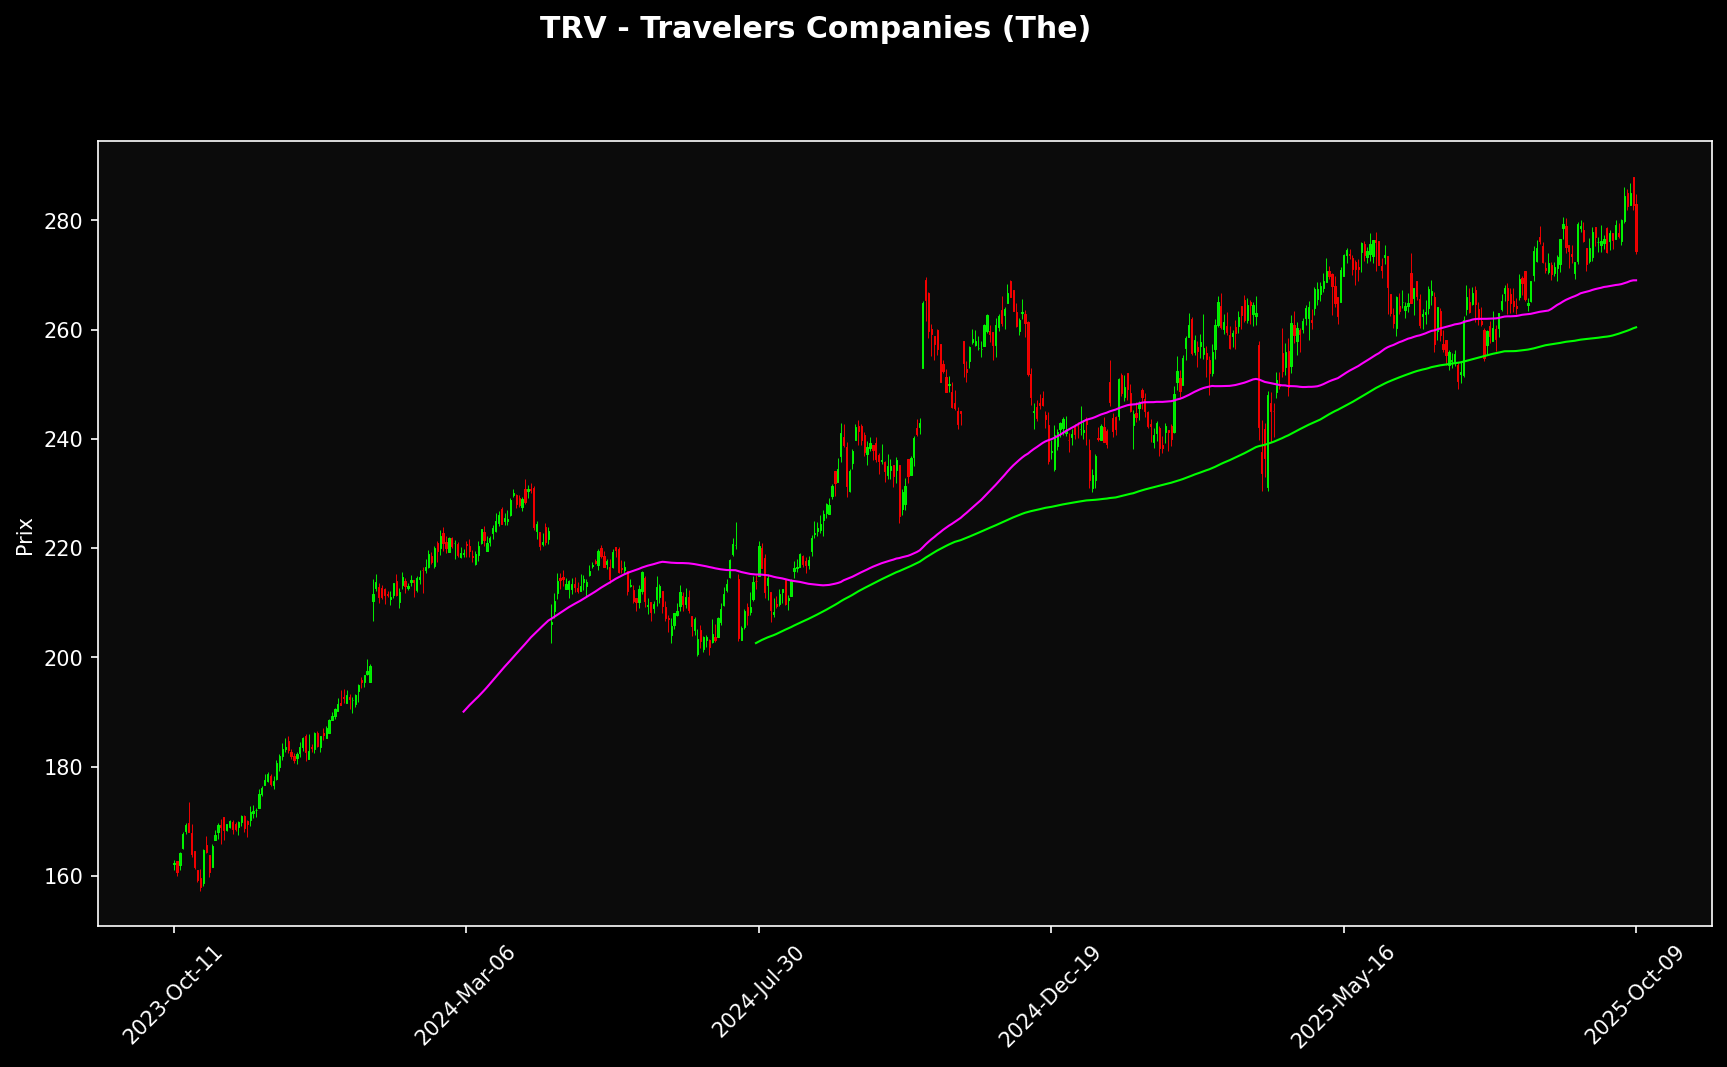 TRV - Travelers Companies (The)
Prix
280
260
240
220
200
180
160
2023-Oct-11
2024-Mar-06
2024-Jul-30
2024-Dec-19
2025-May-16
2025-Oct-09